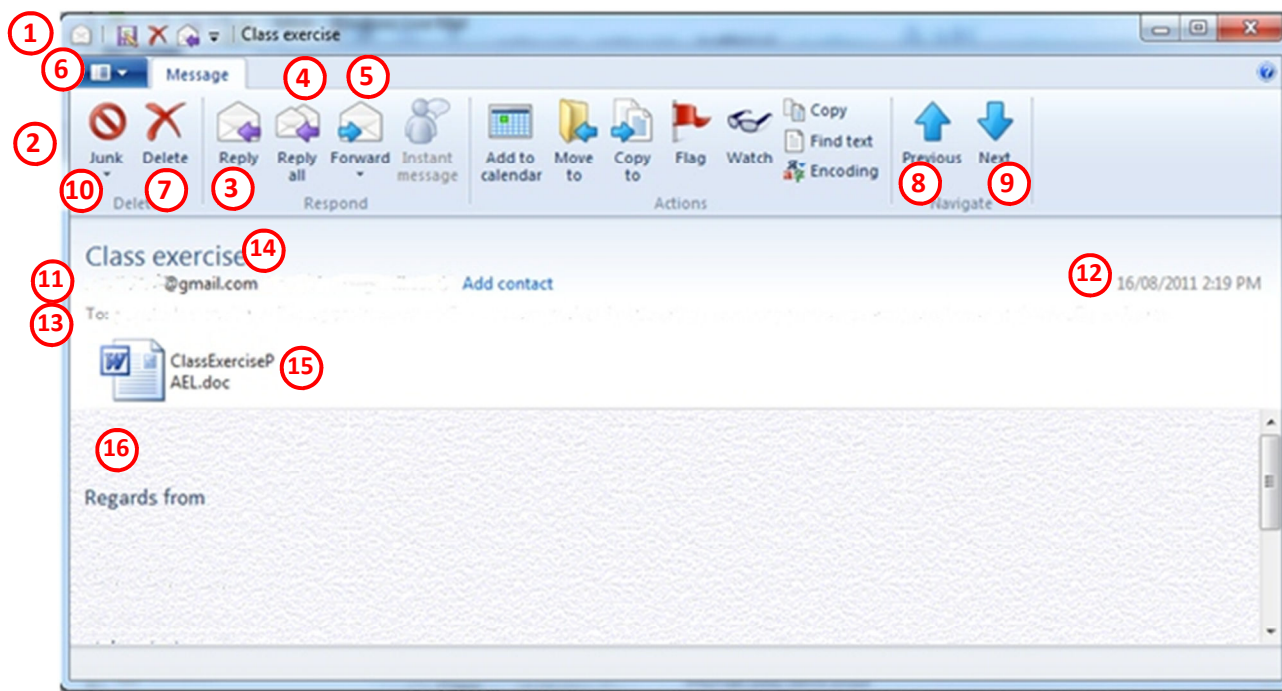 1 Class exercise
6 Message 4 5
2 Junk Delete Reply Reply all Forward Instant message Add to calendar Move to Copy to Flag Watch Copy Find text Encoding Previous Next
10 7 3 8 9
Respond Actions Navigate
Class exercise 14
11 @gmail.com Add contact 12 16/08/2011 2:19 PM
13 To:
ClassExerciseP 15
AEL.doc
16
Regards from